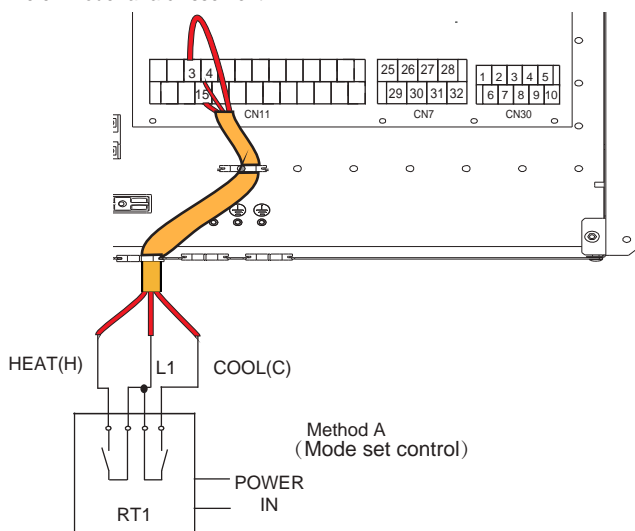 3 4
15
CN11
25 26 27 28
29 30 31 32
CN7
1 2 3 4 5
6 7 8 9 10
CN30
HEAT(H)
L1
COOL(C)
Method A
(Mode set control)
POWER
IN
RT1